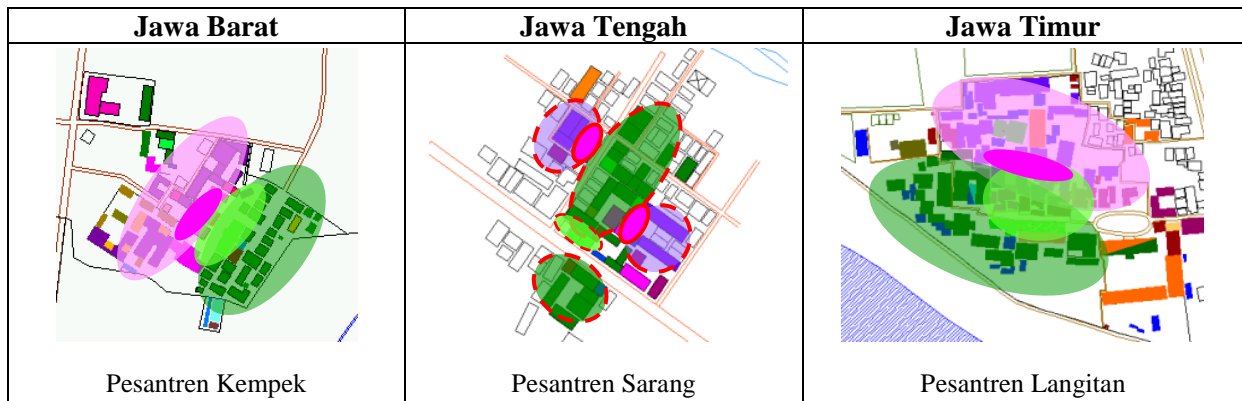 Jawa Barat
Jawa Tengah
Jawa Timur
Pesantren Kempek
Pesantren Sarang
Pesantren Langitan